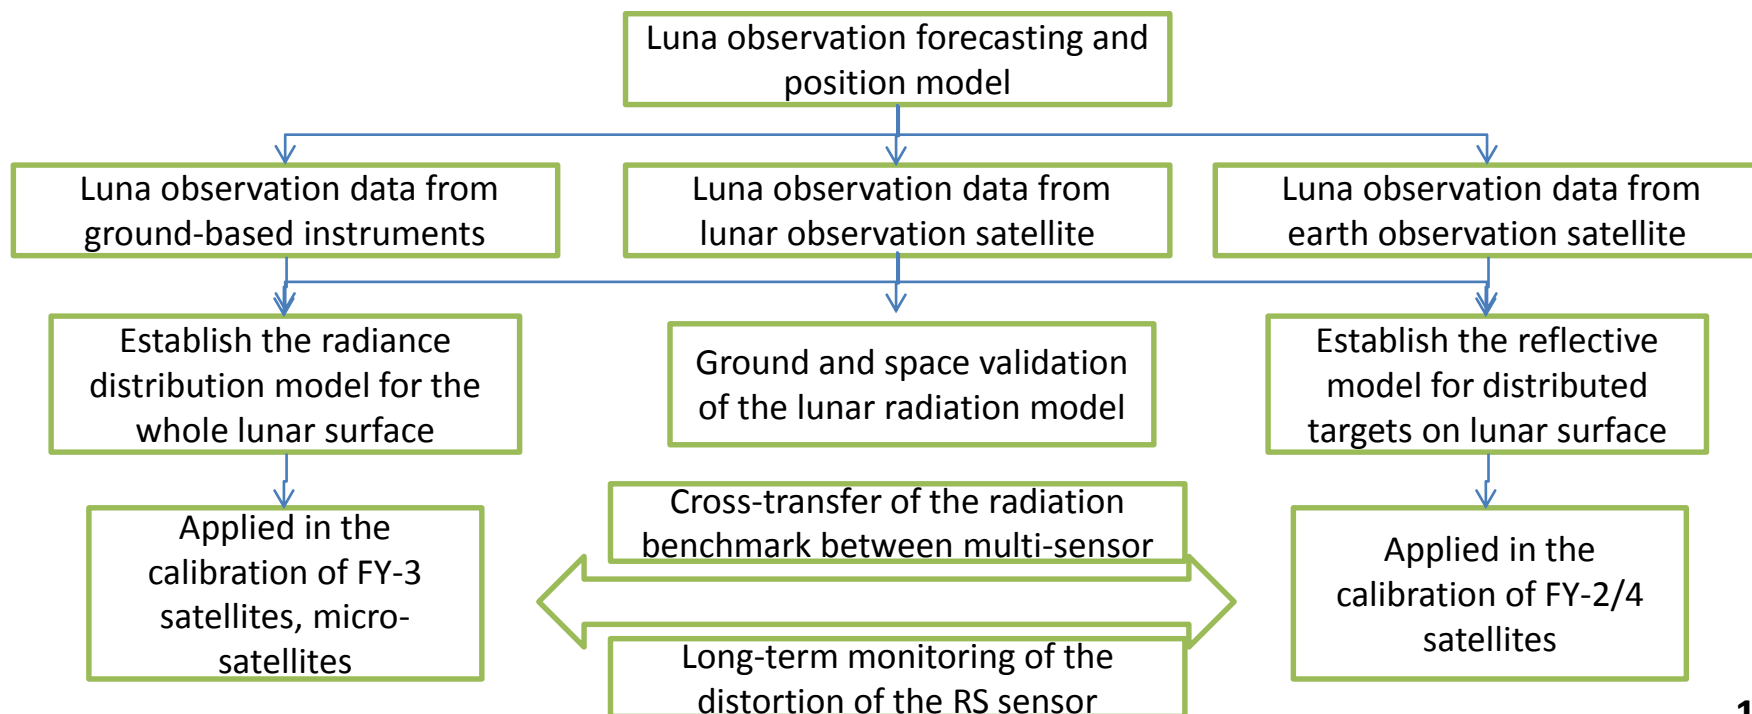 Luna observation forecasting and
position model
Luna observation data from
ground-based instruments
Luna observation data from
lunar observation satellite
Luna observation data from
earth observation satellite
Establish the radiance
distribution model for the
whole lunar surface
Ground and space validation
of the lunar radiation model
Establish the reflective
model for distributed
targets on lunar surface
Applied in the
calibration of FY-3
satellites, micro-
satellites
Cross-transfer of the radiation
benchmark between multi-sensor
Applied in the
calibration of FY-2/4
satellites
Long-term monitoring of the
distortion of the RS sensor
1